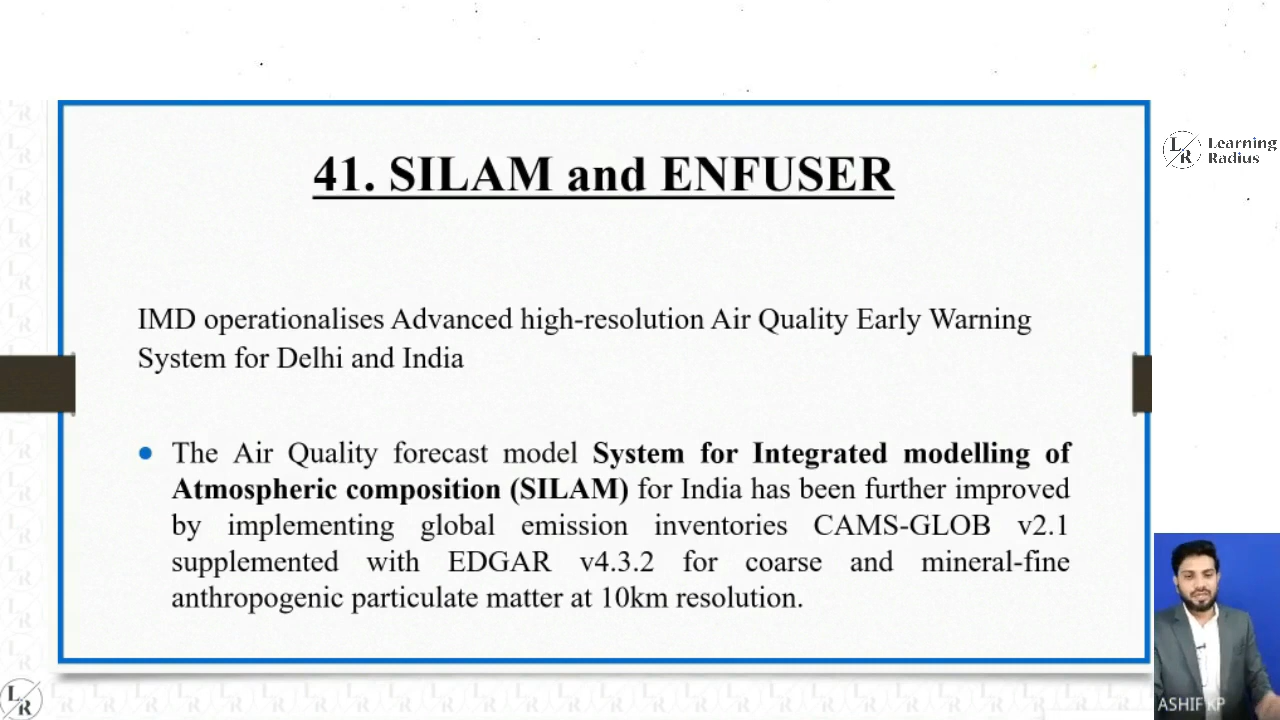 41. SILAM and ENFUSER
L
R
Learning
Radius
IMD operationalises Advanced high-resolution Air Quality Early Warning
System for Delhi and India
The Air Quality forecast model System for Integrated modelling of
Atmospheric composition (SILAM) for India has been further improved
by implementing global emission inventories CAMS-GLOB v2.1
supplemented with EDGAR v4.3.2 for coarse and mineral-fine
anthropogenic particulate matter at 10km resolution.
L
R
ASHIF KP